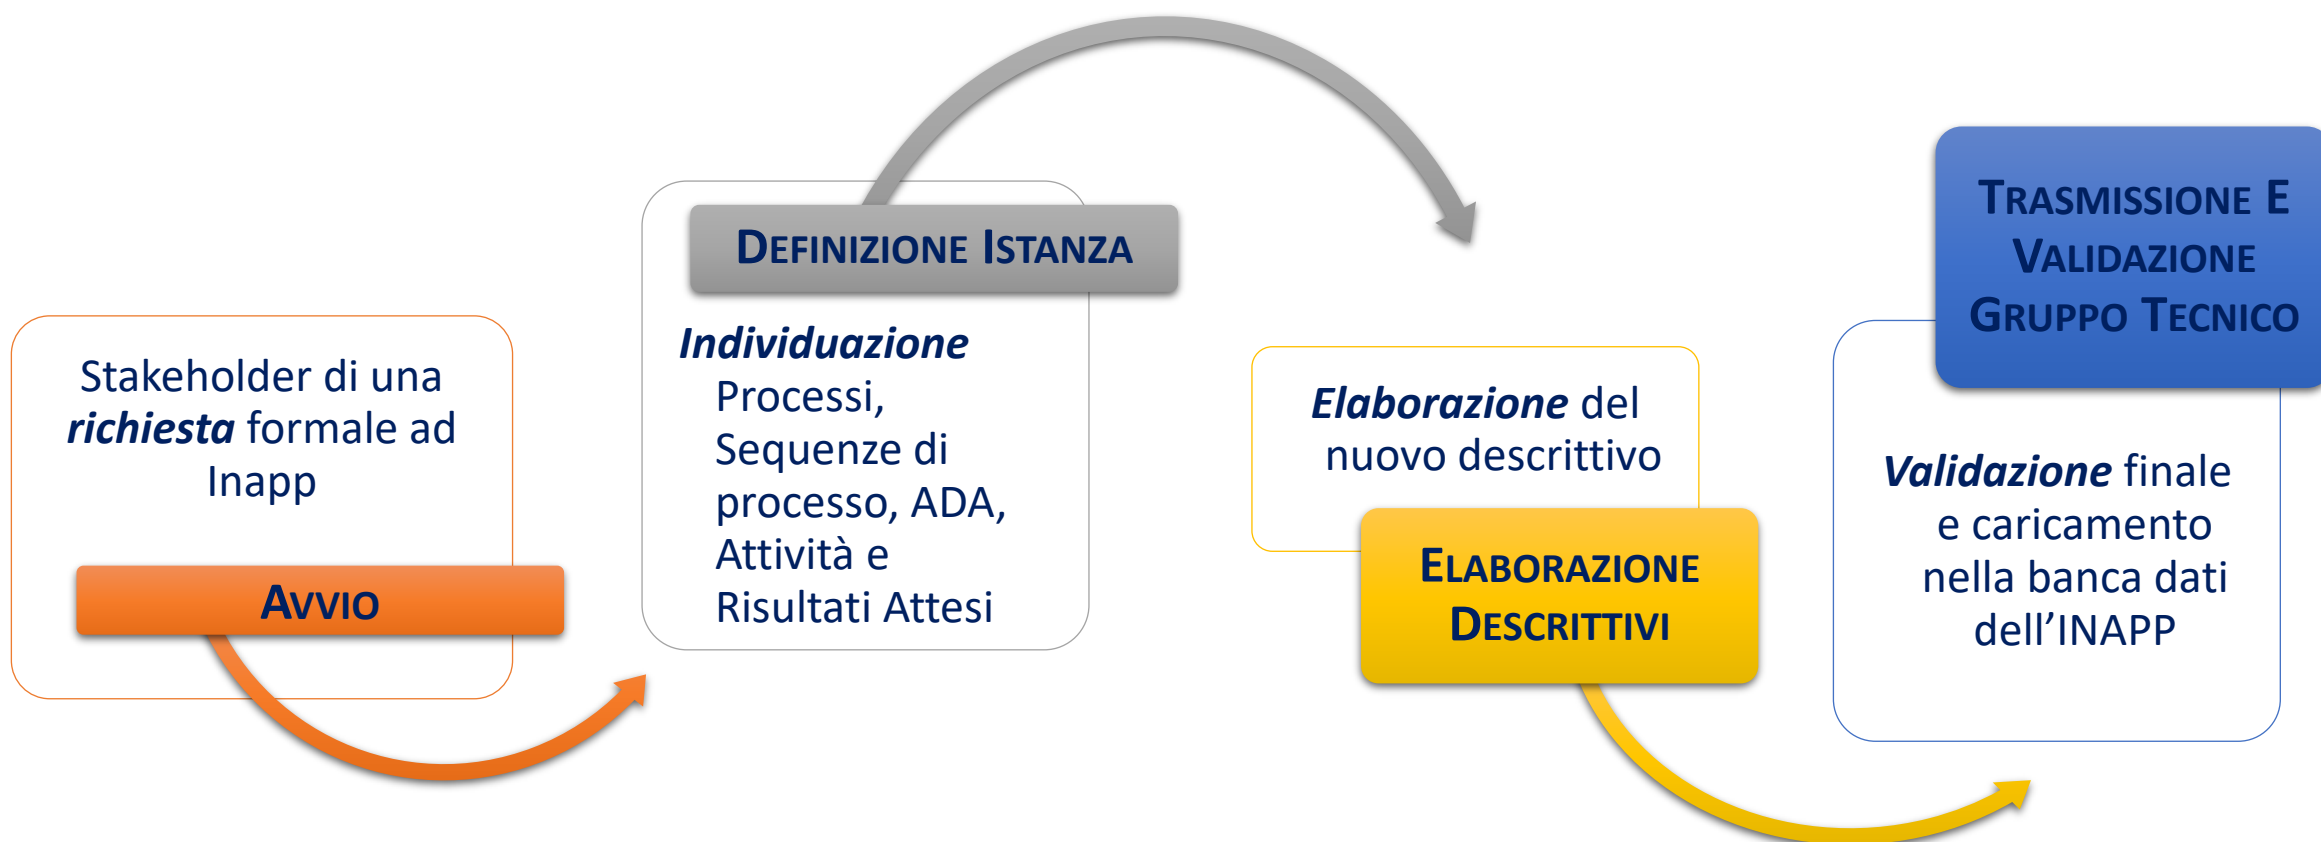 Stakeholder di una
richiesta formale ad
Inapp
AVVIO
DEFINIZIONE ISTANZA
Individuazione
Processi,
Sequenze di
processo, ADA,
Attività e
Risultati Attesi
Elaborazione del
nuovo descrittivo
ELABORAZIONE
DESCRITTIVI
TRASMISSIONE E
VALIDAZIONE
GRUPPO TECNICO
Validazione finale
e caricamento
nella banca dati
dell’INAPP